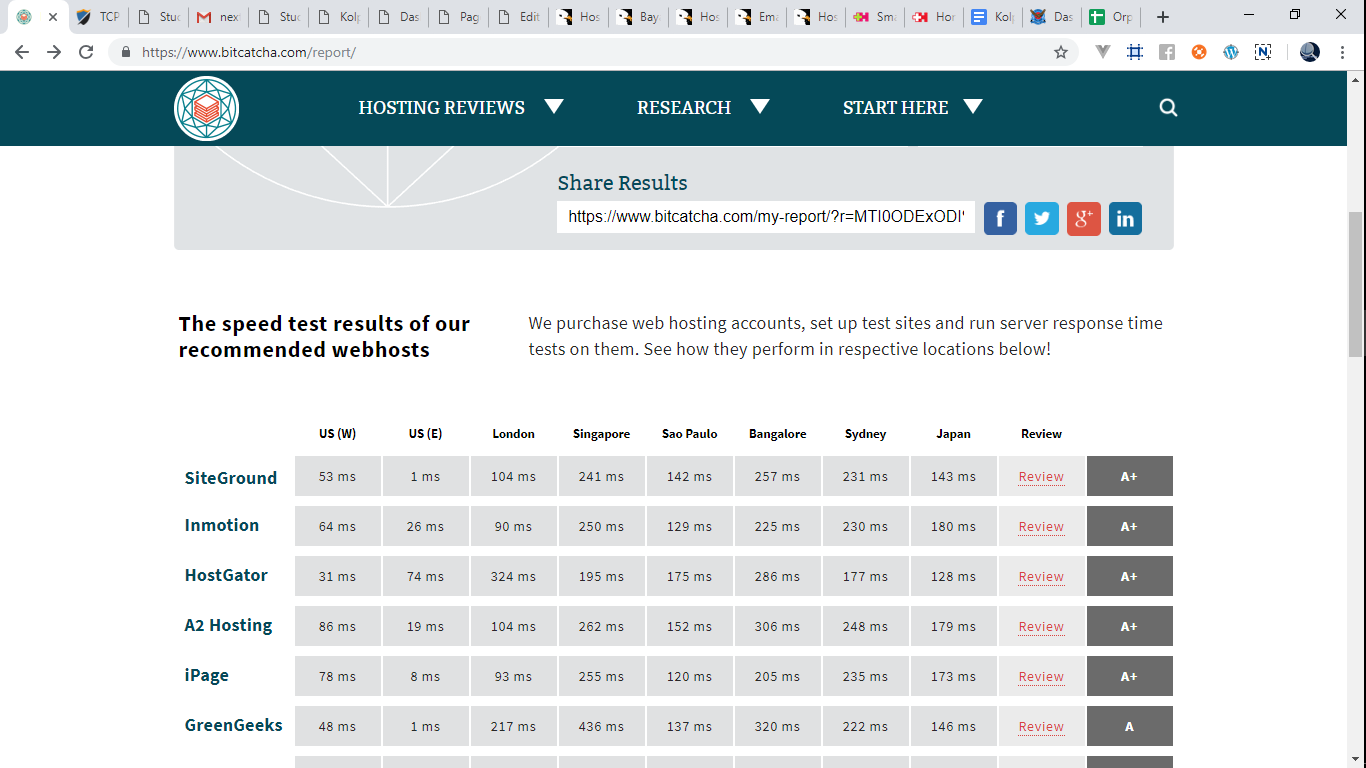 TCP
Stud
next
Stud
Kolp
Das
Pag
Edit
Hos
Bay
Hos
Ema
Hos
Sma
Hor
Kolp
Das
Orp
https://www.bitcatcha.com/report/
HOSTING REVIEWS
RESEARCH
START HERE
Share Results
https://www.bitcatcha.com/my-report/?r=MTI0ODExODI
The speed test results of our
recommended webhosts
We purchase web hosting accounts, set up test sites and run server response time
tests on them. See how they perform in respective locations below!
US (W) US (E) London Singapore Sao Paulo Bangalore Sydney Japan Review
SiteGround 53 ms 1 ms 104 ms 241 ms 142 ms 257 ms 231 ms 143 ms Review A+
Inmotion 64 ms 26 ms 90 ms 250 ms 129 ms 225 ms 230 ms 180 ms Review A+
HostGator 31 ms 74 ms 324 ms 195 ms 175 ms 286 ms 177 ms 128 ms Review A+
A2 Hosting 86 ms 19 ms 104 ms 262 ms 152 ms 306 ms 248 ms 179 ms Review A+
iPage 78 ms 8 ms 93 ms 255 ms 120 ms 205 ms 235 ms 173 ms Review A+
GreenGeeks 48 ms 1 ms 217 ms 436 ms 137 ms 320 ms 222 ms 146 ms Review A